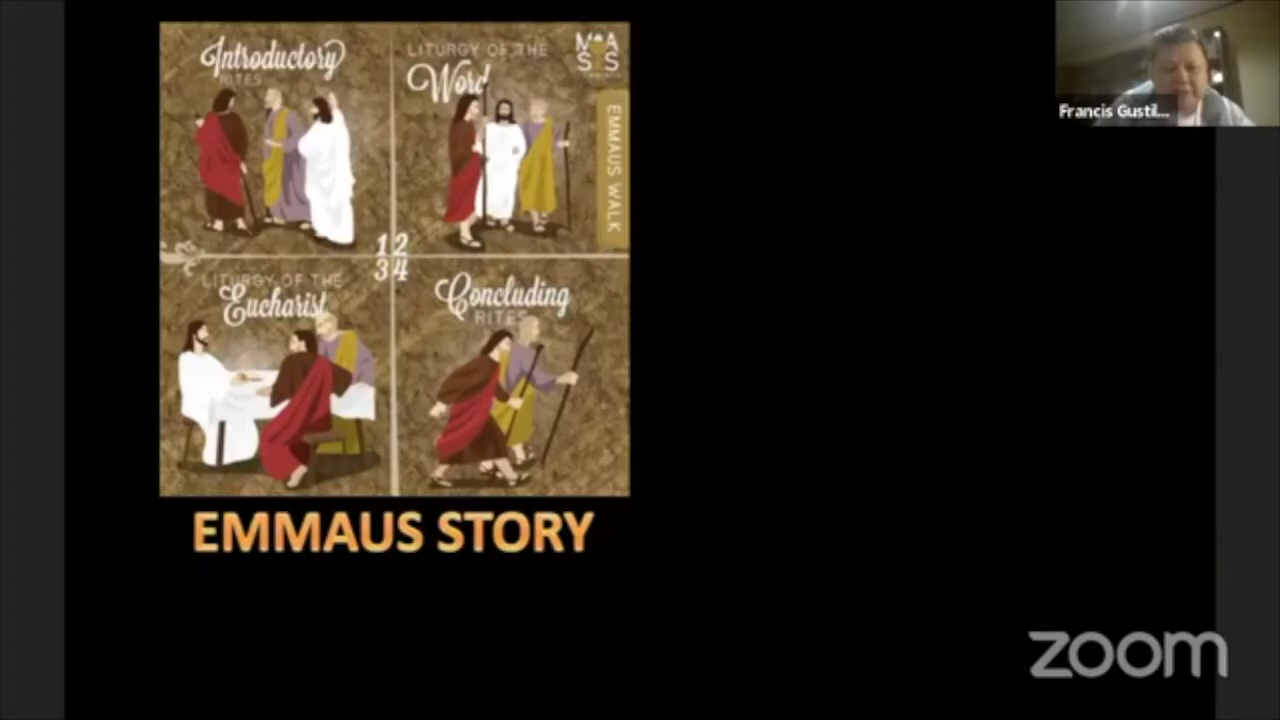 Introductory
RITES
LITURGY OF THE
Word
EMMAUS WALK
1 2
3 4
LITURGY OF THE
Eucharist
Concluding
RITES
EMMAUS STORY
Francis Gustil...
zoom